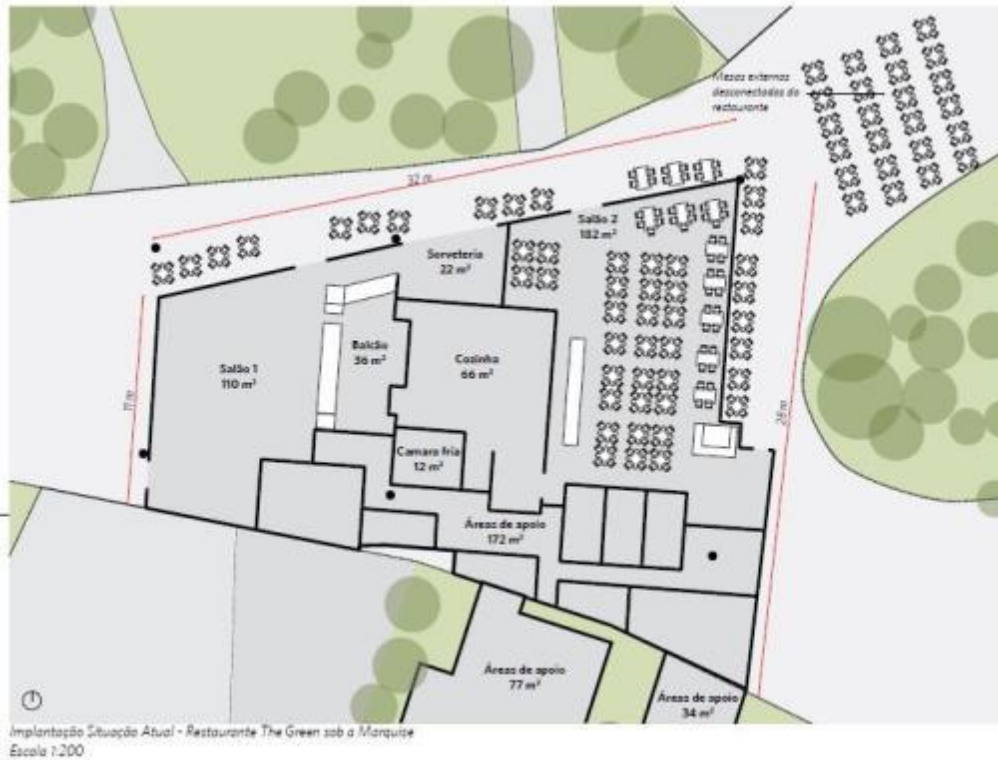 Mesas externas
desconectadas do
restaurante
32 m
Salão 2
182 m²
Sorveteria
22 m²
Balcão
36 m²
Cozinha
66 m²
Salão 1
110 m²
11 m
28 m
Camara fria
12 m²
Áreas de apoio
172 m²
Áreas de apoio
77 m²
Áreas de apoio
34 m²
Implantação Situação Atual - Restaurante The Green sob a Marquise
Escala 1:200